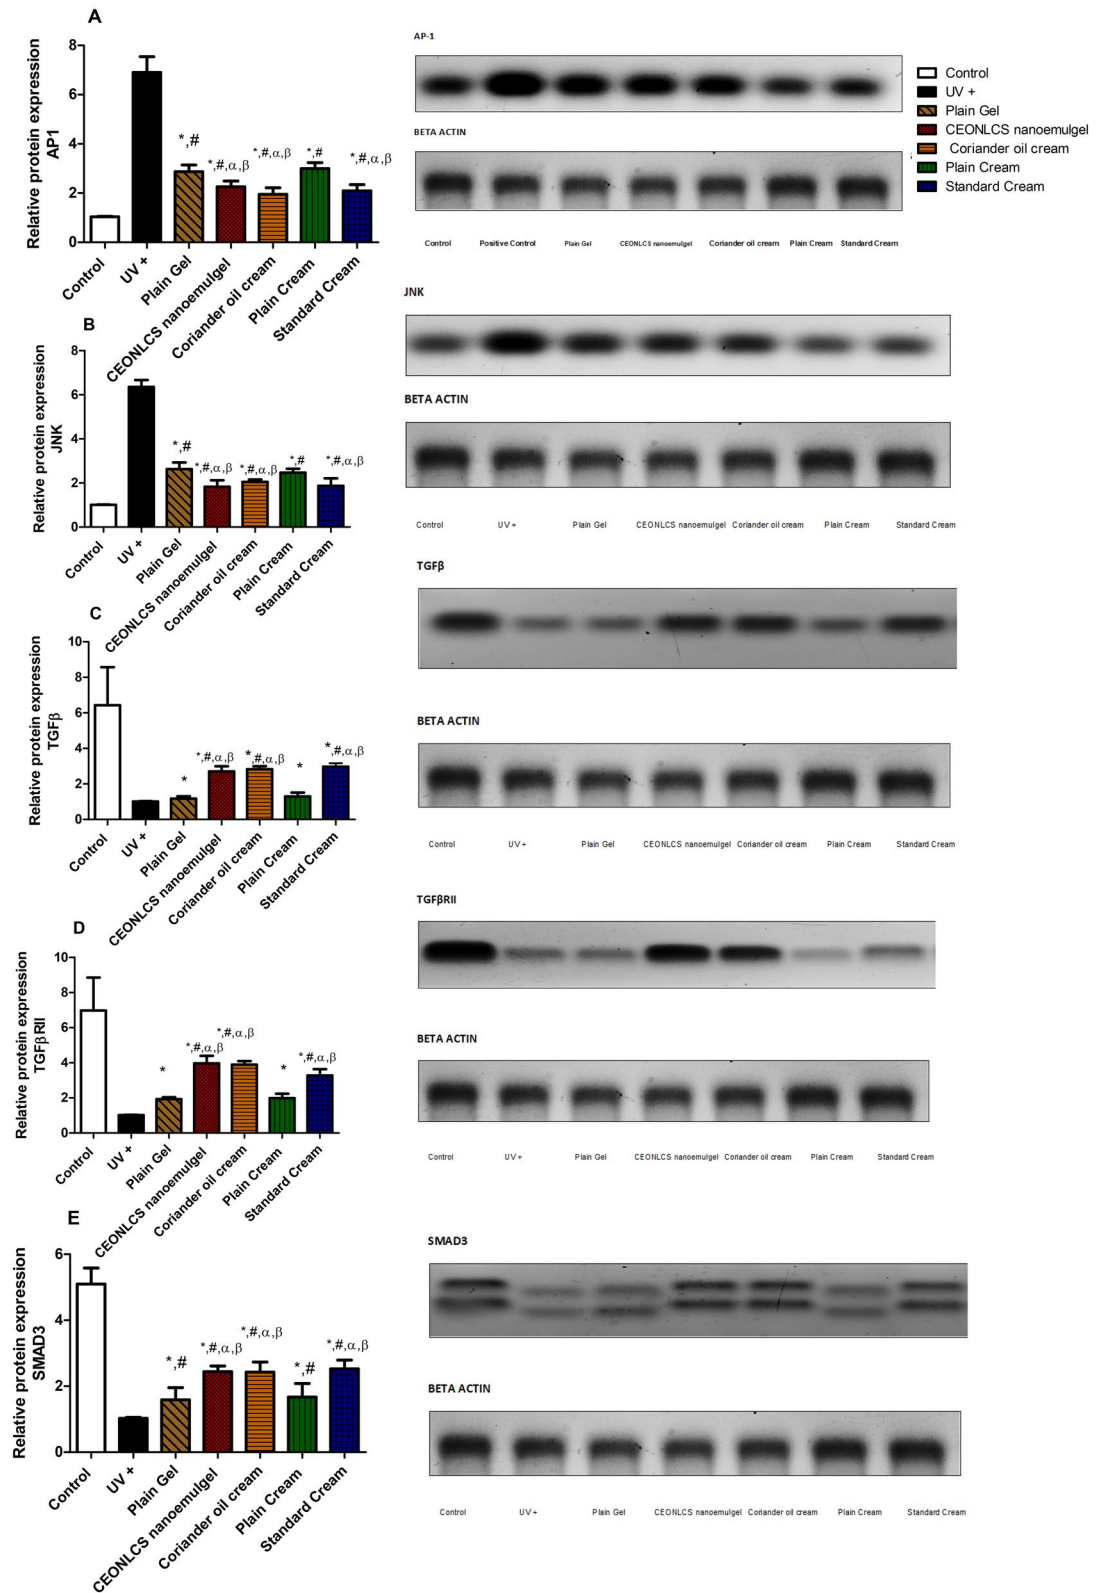 A
Relative protein expression
AP1
8
6
4
2
0
*,#
*,#,α,β
*,#,α,β
*,#
*,#,α,β
Control
UV +
Plain Gel
CEONLCS nanoemulgel
Coriander oil cream
Plain Cream
Standard Cream
AP-1
BETA ACTIN
Control
Positive Control
Plain Gel
CEONLCS nanoemulgel
Coriander oil cream
Plain Cream
Standard Cream
Control
UV +
Plain Gel
CEONLCS nanoemulgel
Coriander oil cream
Plain Cream
Standard Cream
B
Relative protein expression
JNK
8
6
4
2
0
*,#
*,#,α,β
*,#,α,β
*,#
*,#,α,β
Control
UV +
Plain Gel
CEONLCS nanoemulgel
Coriander oil cream
Plain Cream
Standard Cream
JNK
BETA ACTIN
Control
UV +
Plain Gel
CEONLCS nanoemulgel
Coriander oil cream
Plain Cream
Standard Cream
C
Relative protein expression
TGFβ
10
8
6
4
2
0
*
*,#,α,β
*,#,α,β
*
*,#,α,β
Control
UV +
Plain Gel
CEONLCS nanoemulgel
Coriander oil cream
Plain Cream
Standard Cream
TGFβ
BETA ACTIN
Control
UV +
Plain Gel
CEONLCS nanoemulgel
Coriander oil cream
Plain Cream
Standard Cream
D
Relative protein expression
TGFβRII
10
8
6
4
2
0
*
*,#,α,β
*,#,α,β
*
*,#,α,β
Control
UV +
Plain Gel
CEONLCS nanoemulgel
Coriander oil cream
Plain Cream
Standard Cream
TGFβRII
BETA ACTIN
Control
UV +
Plain Gel
CEONLCS nanoemulgel
Coriander oil cream
Plain Cream
Standard Cream
E
Relative protein expression
SMAD3
6
4
2
0
*,#
*,#,α,β
*,#,α,β
*,#
*,#,α,β
Control
UV +
Plain Gel
CEONLCS nanoemulgel
Coriander oil cream
Plain Cream
Standard Cream
SMAD3
BETA ACTIN
Control
UV +
Plain Gel
CEONLCS nanoemulgel
Coriander oil cream
Plain Cream
Standard Cream